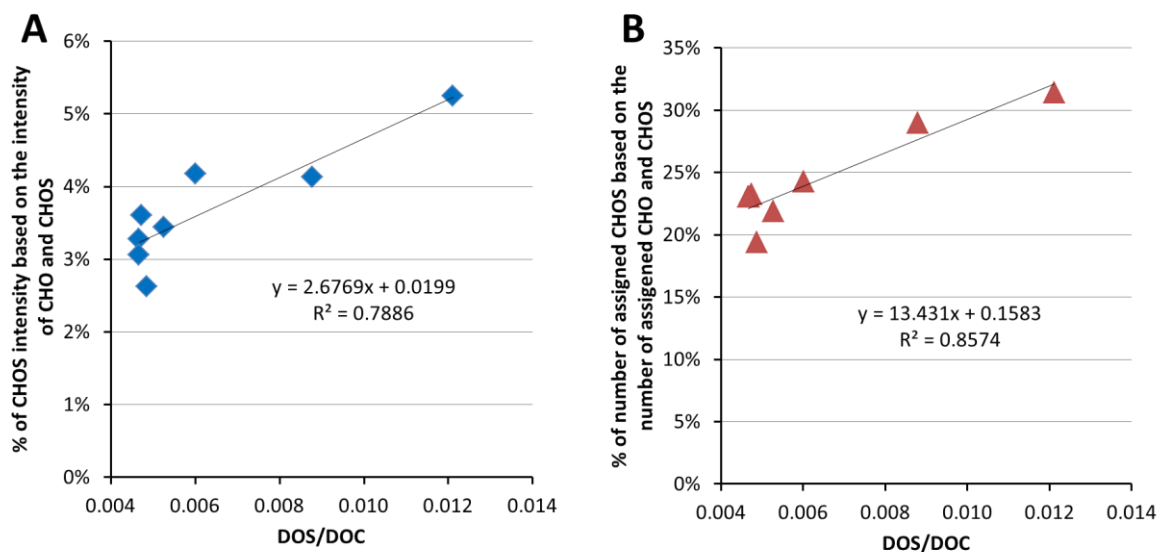 A
% of CHOS intensity based on the intensity
of CHO and CHOS
6%
5%
4%
3%
2%
1%
0%
y = 2.6769x + 0.0199
R² = 0.7886
0.004 0.006 0.008 0.010 0.012 0.014
DOS/DOC
B
% of number of assigned CHOS based on the
number of assigened CHO and CHOS
35%
30%
25%
20%
15%
10%
5%
0%
y = 13.431x + 0.1583
R² = 0.8574
0.004 0.006 0.008 0.010 0.012 0.014
DOS/DOC